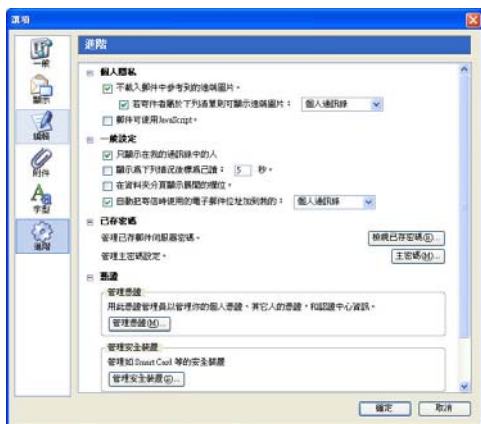 選項
一般
顯示
編輯
附件
字型
進階
進階
個人隱私
不載入郵件中參考到的遠端圖片。
若寄件者屬於下列清單則可顯示遠端圖片： 個人通訊錄
郵件可使用JavaScript。
一般設定
只顯示在我的通訊錄中的人
顯示為下列情況後標為已讀： 5 秒。
在資料夾分頁顯示展開的欄位。
自動把寄信時使用的電子郵件位址加到我的： 個人通訊錄
已存密碼
管理已存郵件伺服器密碼。 檢視已存密碼(E)...
管理主密碼設定。 主密碼(M)...
憑證
管理憑證
用此憑證管理員以管理你的個人憑證、其它人的憑證、和認證中心資訊。
管理憑證(M)...
管理安全裝置
管理如 Smart Card 等的安全裝置
管理安全裝置...
確定 取消